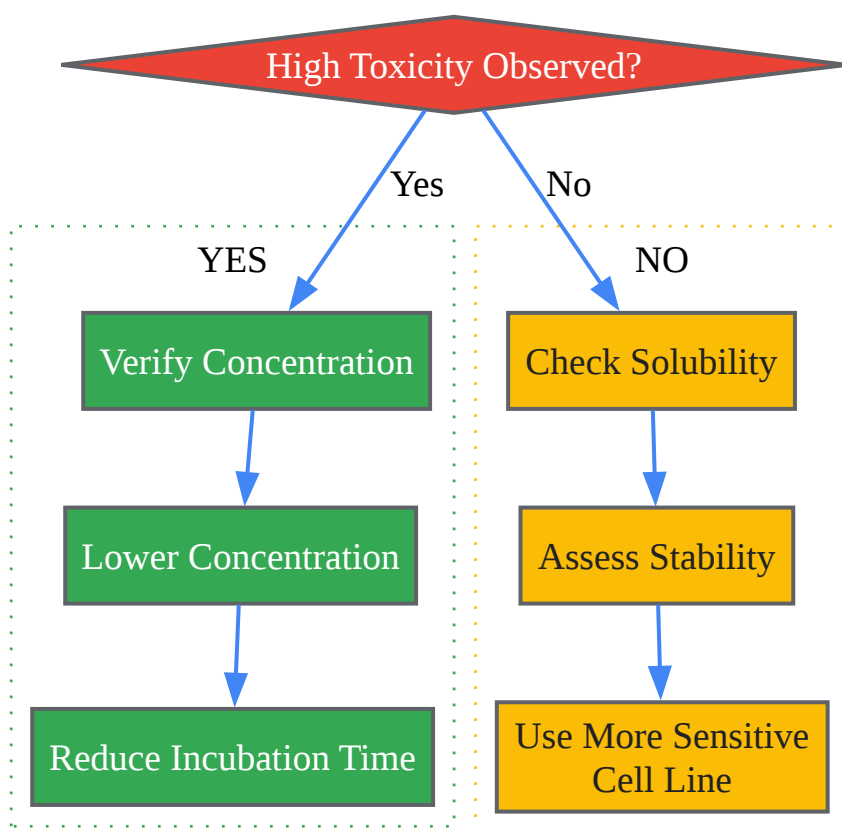 High Toxicity Observed?
Yes
No
YES
NO
Verify Concentration
Check Solubility
Lower Concentration
Assess Stability
Reduce Incubation Time
Use More Sensitive
Cell Line